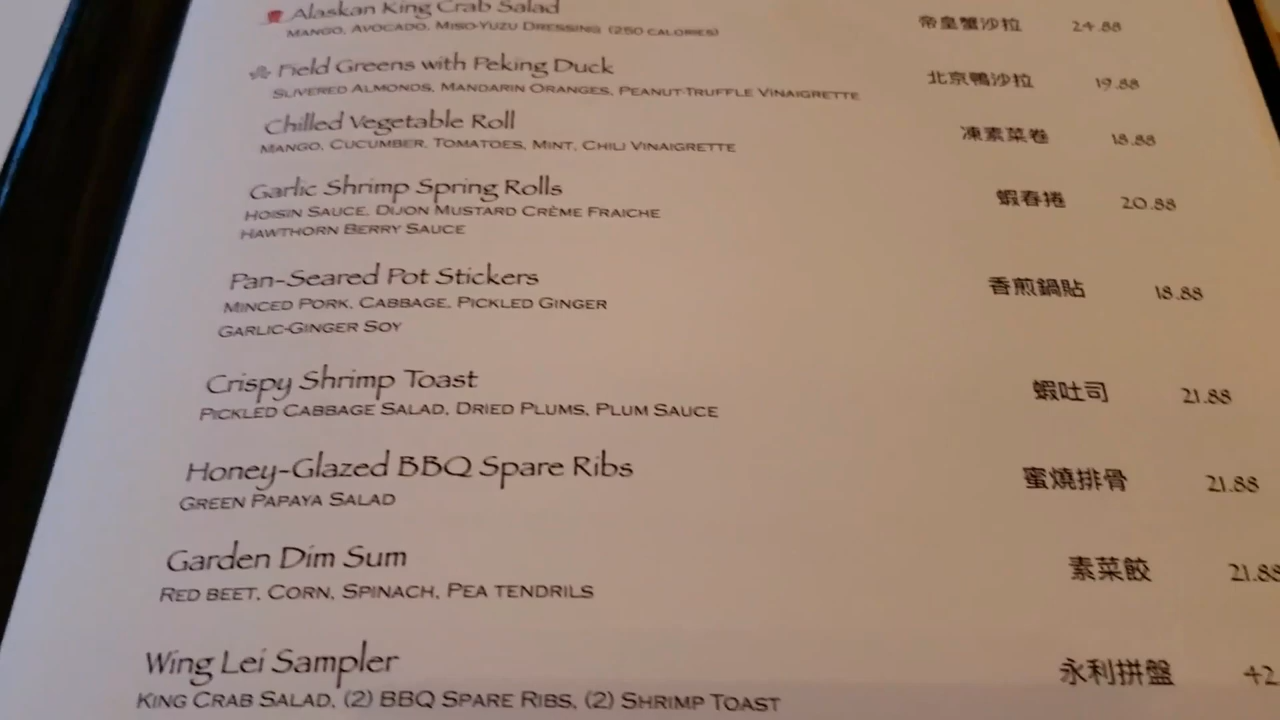 Alaskan King Crab Salad 帝皇蟹沙拉 24.88
Mango, Avocado, Miso-Yuzu Dressing (250 calories)
Field Greens with Peking Duck 北京鴨沙拉 19.88
Slivered Almonds, Mandarin Oranges, Peanut-Truffle Vinaigrette
Chilled Vegetable Roll 凍素菜卷 18.88
Mango, Cucumber, Tomatoes, Mint, Chili Vinaigrette
Garlic Shrimp Spring Rolls 蝦春捲 20.88
Hoisin Sauce, Dijon Mustard Crème Fraiche
Hawthorn Berry Sauce
Pan-Seared Pot Stickers 香煎鍋貼 18.88
Minced Pork, Cabbage, Pickled Ginger
Garlic-Ginger Soy
Crispy Shrimp Toast 蝦吐司 21.88
Pickled Cabbage Salad, Dried Plums, Plum Sauce
Honey-Glazed BBQ Spare Ribs 蜜燒排骨 21.88
Green Papaya Salad
Garden Dim Sum 素菜餃 21.88
Red beet, Corn, Spinach, Pea tendrils
Wing Lei Sampler 永利拼盤 42
King Crab Salad, (2) BBQ Spare Ribs, (2) Shrimp Toast